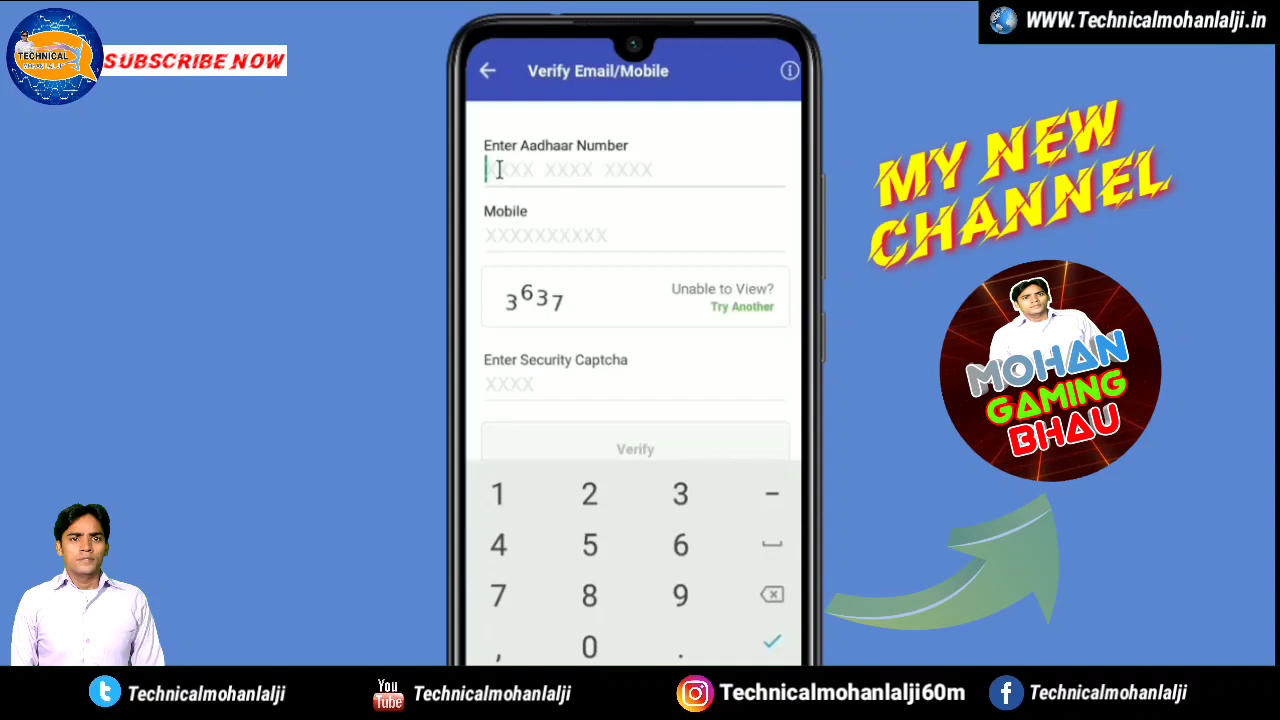 WWW.Technicalmohanlalji.in
TECHNICAL
SUBSCRIBE NOW
Verify Email/Mobile
Enter Aadhaar Number
XXXX XXXX XXXX
Mobile
XXXXXXXXXX
3637
Unable to View?
Try Another
Enter Security Captcha
XXXX
Verify
1 2 3 –
4 5 6
7 8 9
, 0 .
MY NEW
CHANNEL
MOHAN
GAMING
BHAU
Technicalmohanlalji
You
Tube
Technicalmohanlalji
Technicalmohanlalji60m
Technicalmohanlalji